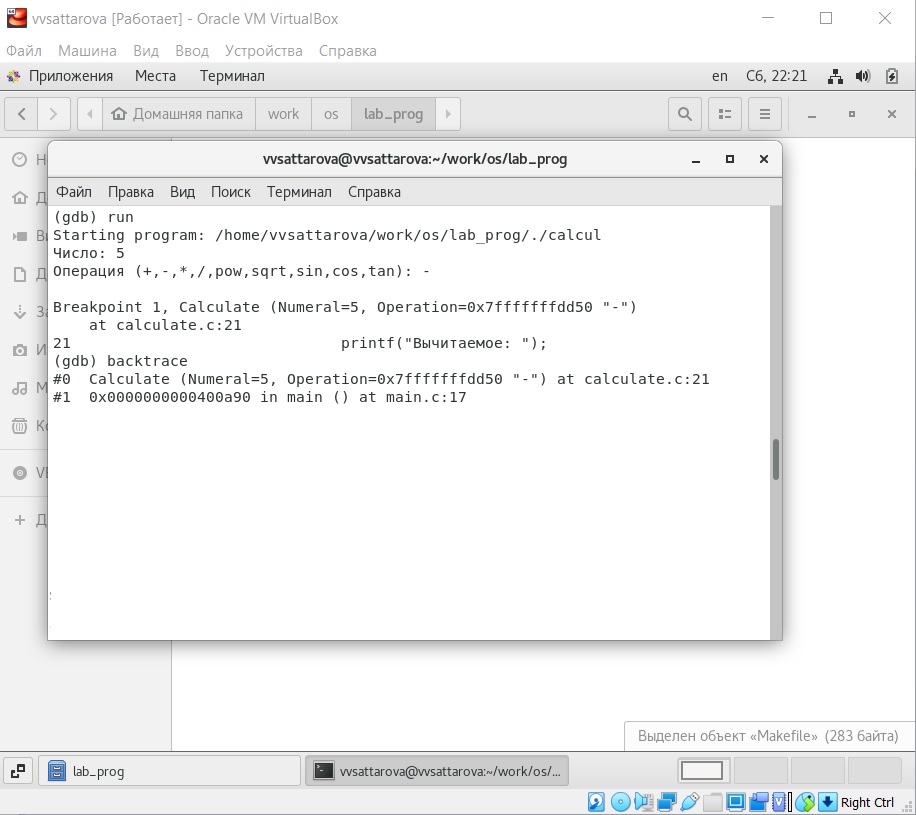 vvsattarova [Работает] - Oracle VM VirtualBox
Файл Машина Вид Ввод Устройства Справка
Приложения Места Терминал en Сб, 22:21
Домашняя папка work os lab_prog
vvsattarova@vvsattarova:~/work/os/lab_prog
Файл Правка Вид Поиск Терминал Справка
(gdb) run
Starting program: /home/vvsattarova/work/os/lab_prog/./calcul
Число: 5
Операция (+,-,*,/,pow,sqrt,sin,cos,tan): -
Breakpoint 1, Calculate (Numeral=5, Operation=0x7fffffffdd50 "-")
at calculate.c:21
21 printf("Вычитаемое: ");
(gdb) backtrace
#0 Calculate (Numeral=5, Operation=0x7fffffffdd50 "-") at calculate.c:21
#1 0x0000000000400a90 in main () at main.c:17
Выделен объект «Makefile» (283 байта)
lab_prog vvsattarova@vvsattarova:~/work/os/...
Right Ctrl